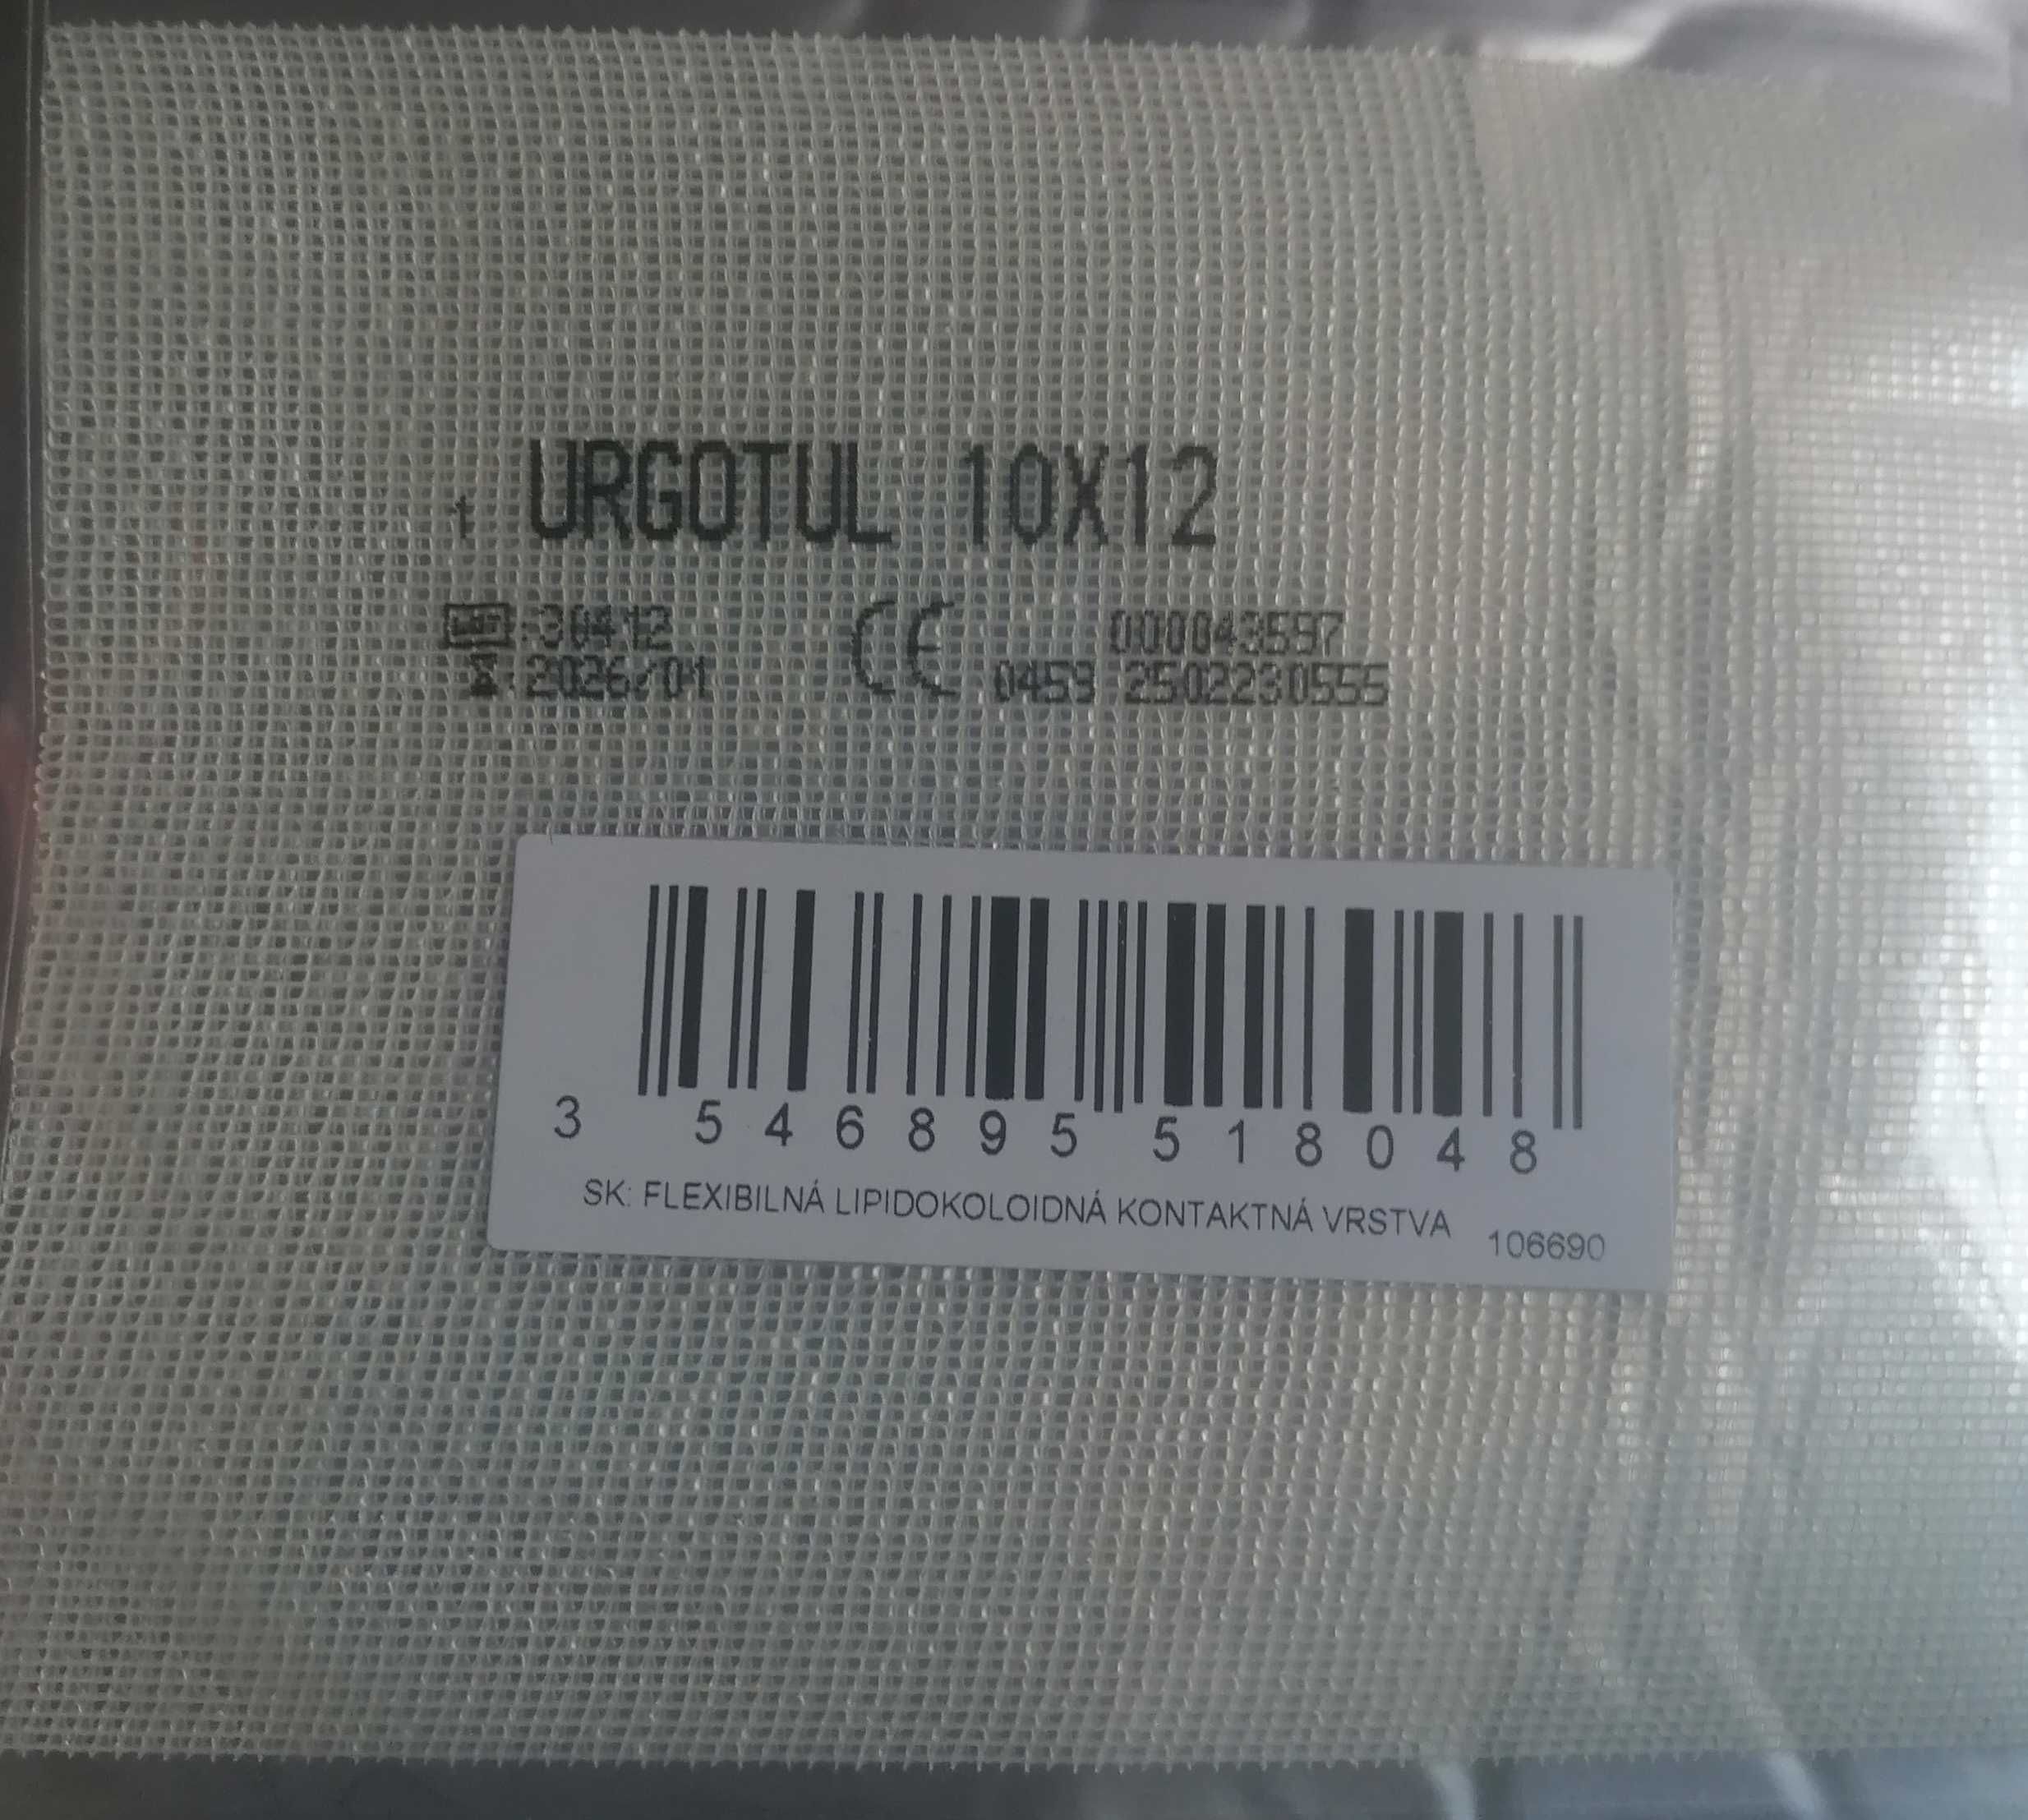 1 URGOTUL 10X12
LOT: 30412
: 2026/01
CE
000043597
0459 2502230555
3 546895 518048
SK: FLEXIBILNÁ LIPIDOKOLOIDNÁ KONTAKTNÁ VRSTVA
106690